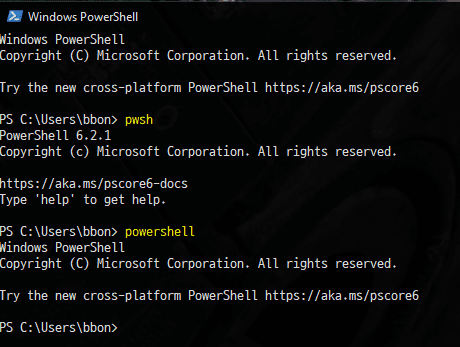 Windows PowerShell
Windows PowerShell
Copyright (C) Microsoft Corporation. All rights reserved.
Try the new cross-platform PowerShell https://aka.ms/pscore6
PS C:\Users\bbon> pwsh
PowerShell 6.2.1
Copyright (c) Microsoft Corporation. All rights reserved.
https://aka.ms/pscore6-docs
Type 'help' to get help.
PS C:\Users\bbon> powershell
Windows PowerShell
Copyright (C) Microsoft Corporation. All rights reserved.
Try the new cross-platform PowerShell https://aka.ms/pscore6
PS C:\Users\bbon>